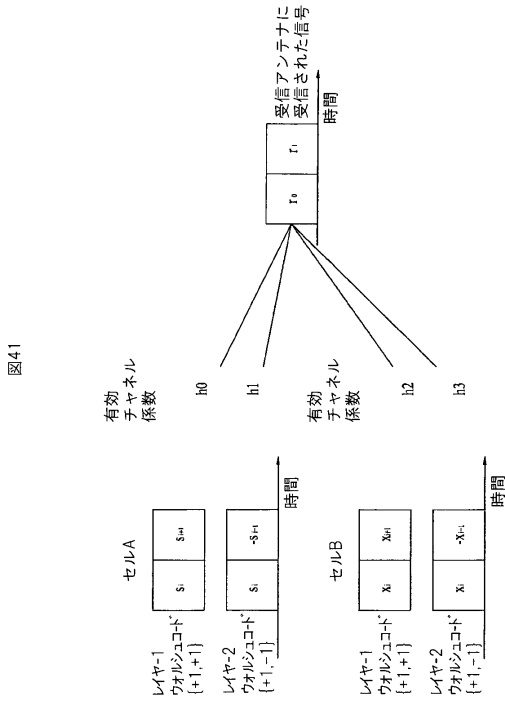 図41
セルA
レイヤ-1
ウォルシュコード
{+1,+1}
Si
Si+1
レイヤ-2
ウォルシュコード
{+1,-1}
Si
-Si+1
時間
セルB
レイヤ-1
ウォルシュコード
{+1,+1}
Xi
Xi+1
レイヤ-2
ウォルシュコード
{+1,-1}
Xi
-Xi+1
時間
有効
チャネル
係数
h0
h1
有効
チャネル
係数
h2
h3
r0
r1
受信アンテナに
受信された信号
時間